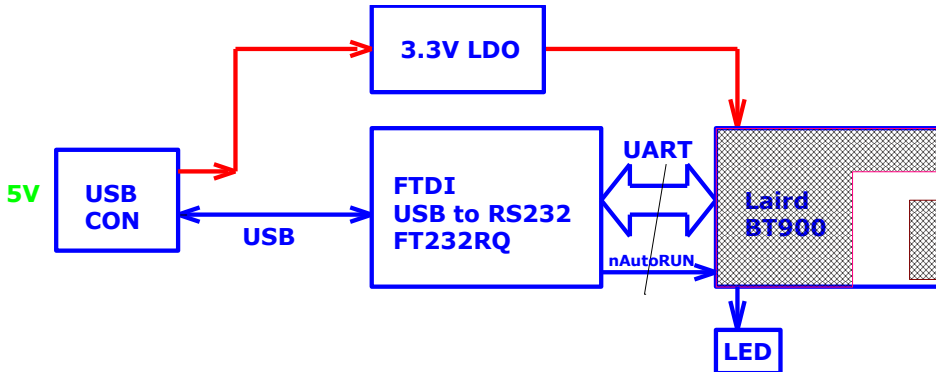 3.3V LDO
5V
USB
CON
USB
FTDI
USB to RS232
FT232RQ
UART
nAutoRUN
Laird
BT900
LED